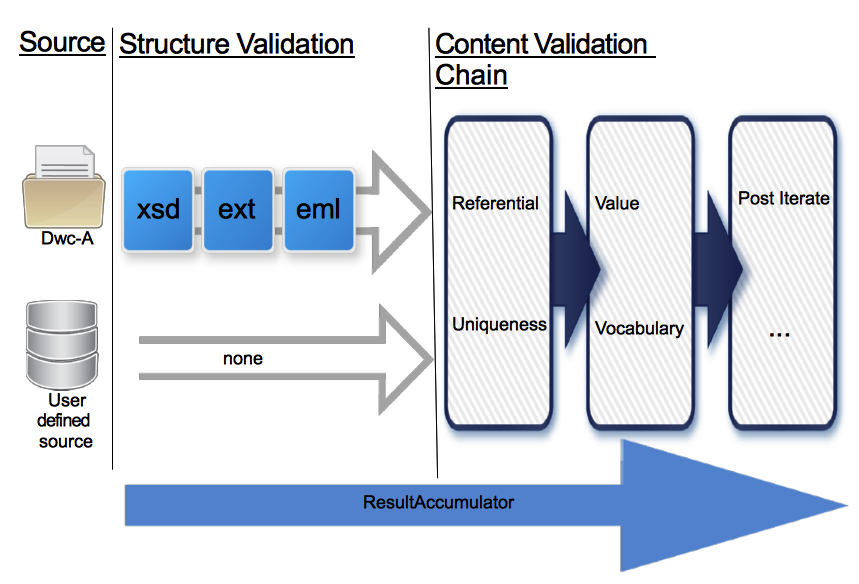 Source
Structure Validation
Content Validation
Chain
xsd
ext
eml
Dwc-A
none
User
defined
source
Referential
Uniqueness
Value
Vocabulary
Post Iterate
...
ResultAccumulator